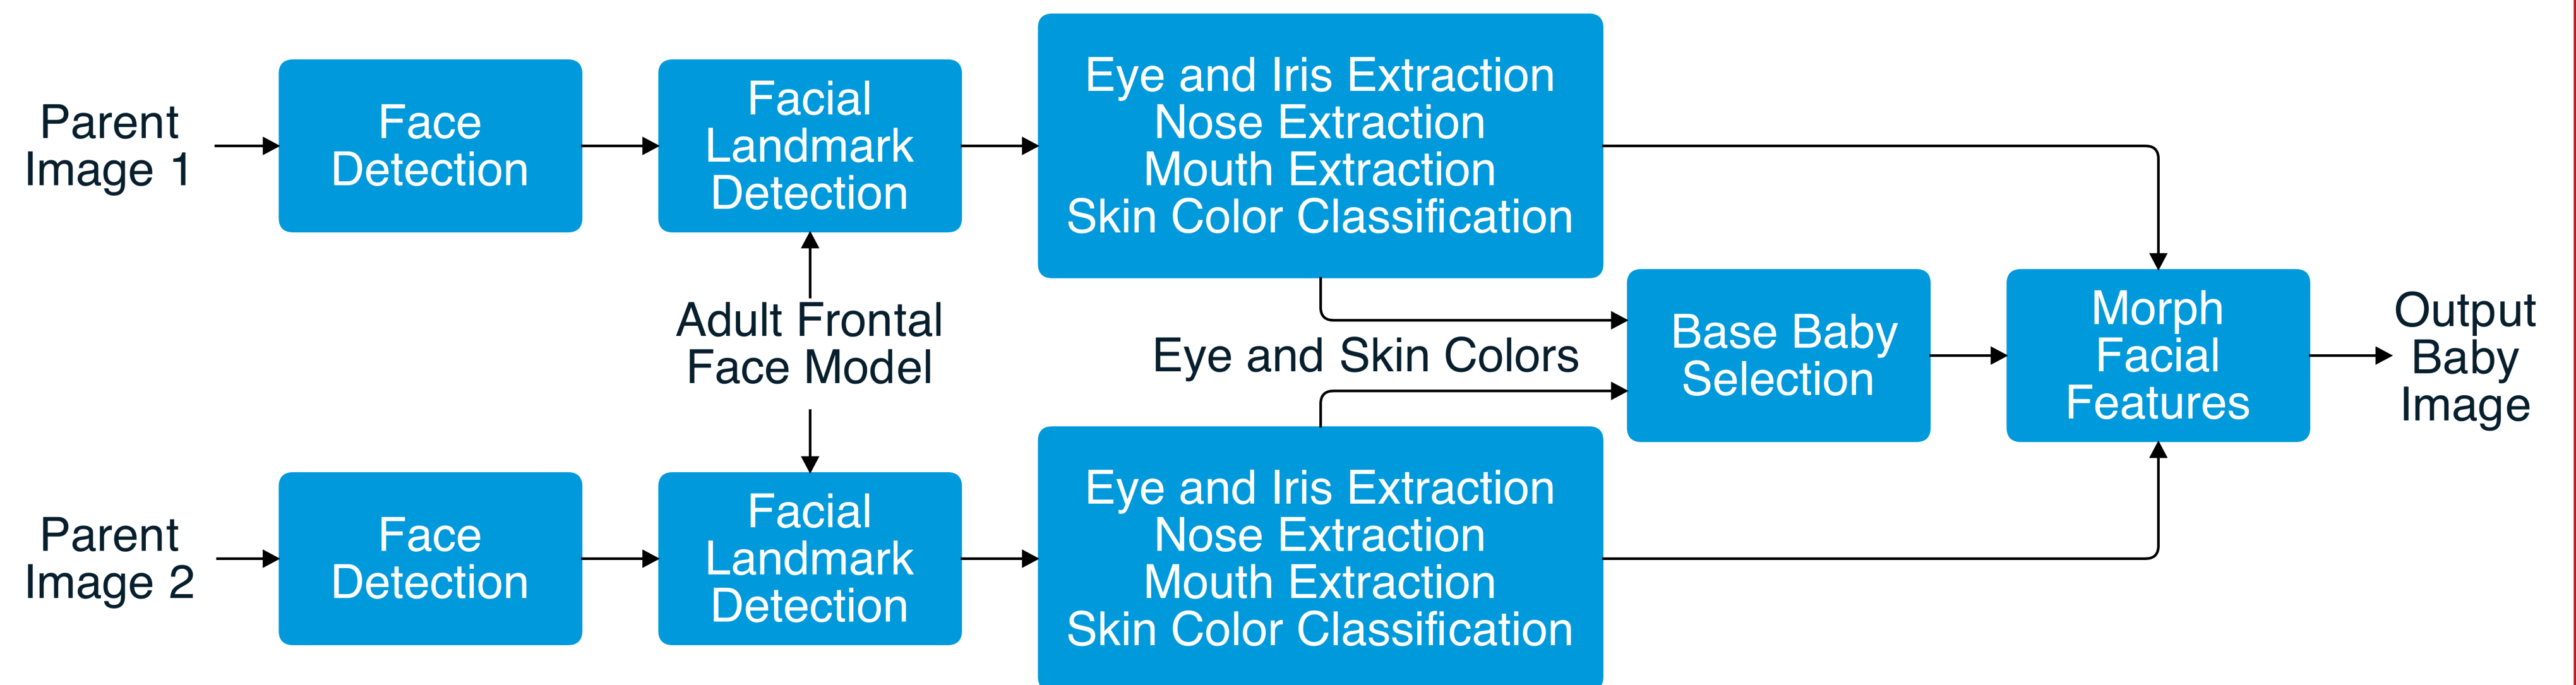 Parent
Image 1
Face
Detection
Facial
Landmark
Detection
Eye and Iris Extraction
Nose Extraction
Mouth Extraction
Skin Color Classification
Adult Frontal
Face Model
Eye and Skin Colors
Base Baby
Selection
Morph
Facial
Features
Output
Baby
Image
Parent
Image 2
Face
Detection
Facial
Landmark
Detection
Eye and Iris Extraction
Nose Extraction
Mouth Extraction
Skin Color Classification